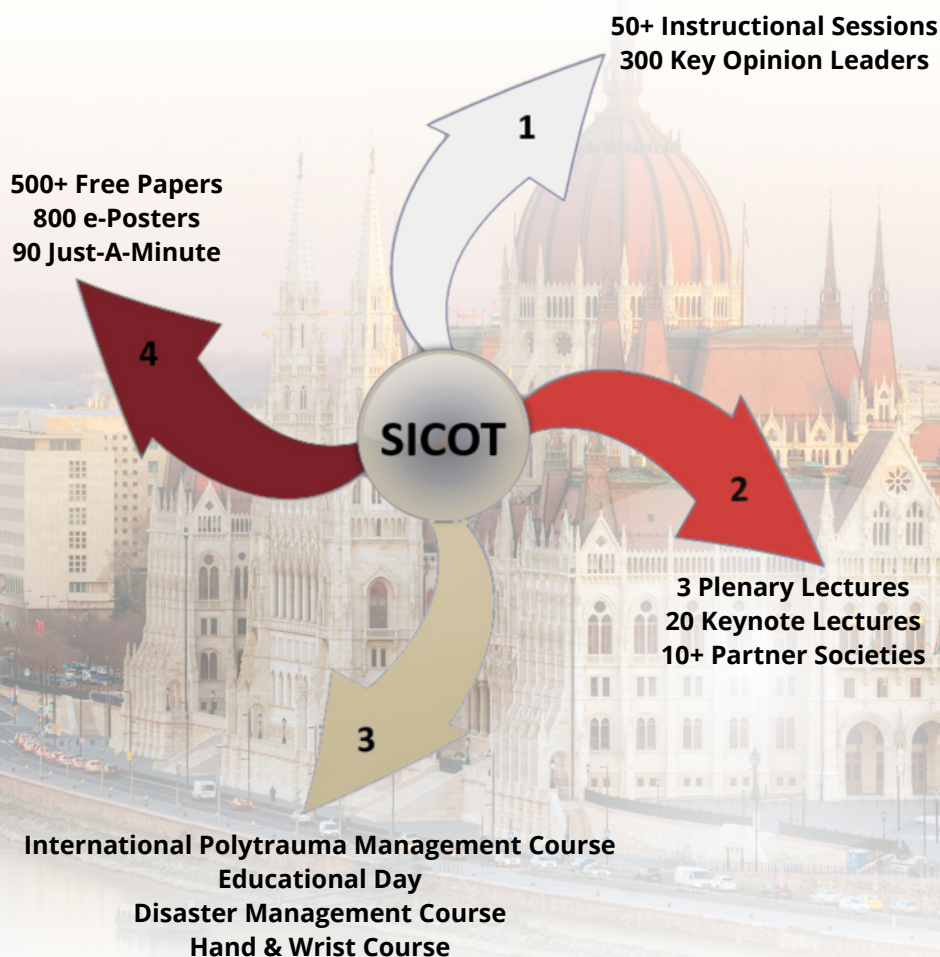 50+ Instructional Sessions
300 Key Opinion Leaders
1
500+ Free Papers
800 e-Posters
90 Just-A-Minute
4
SICOT
2
3 Plenary Lectures
20 Keynote Lectures
10+ Partner Societies
3
International Polytrauma Management Course
Educational Day
Disaster Management Course
Hand & Wrist Course